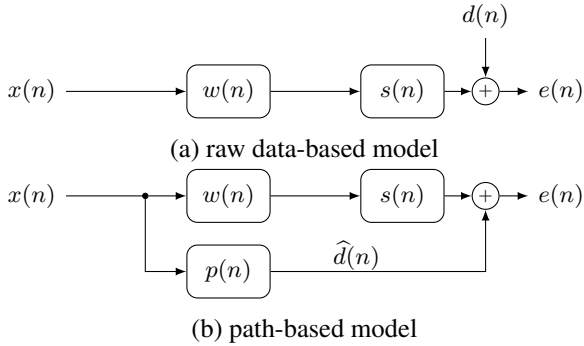 d(n)
x(n) w(n) s(n) + e(n)
(a) raw data-based model
x(n) w(n) s(n) + e(n)
p(n) d̂(n)
(b) path-based model